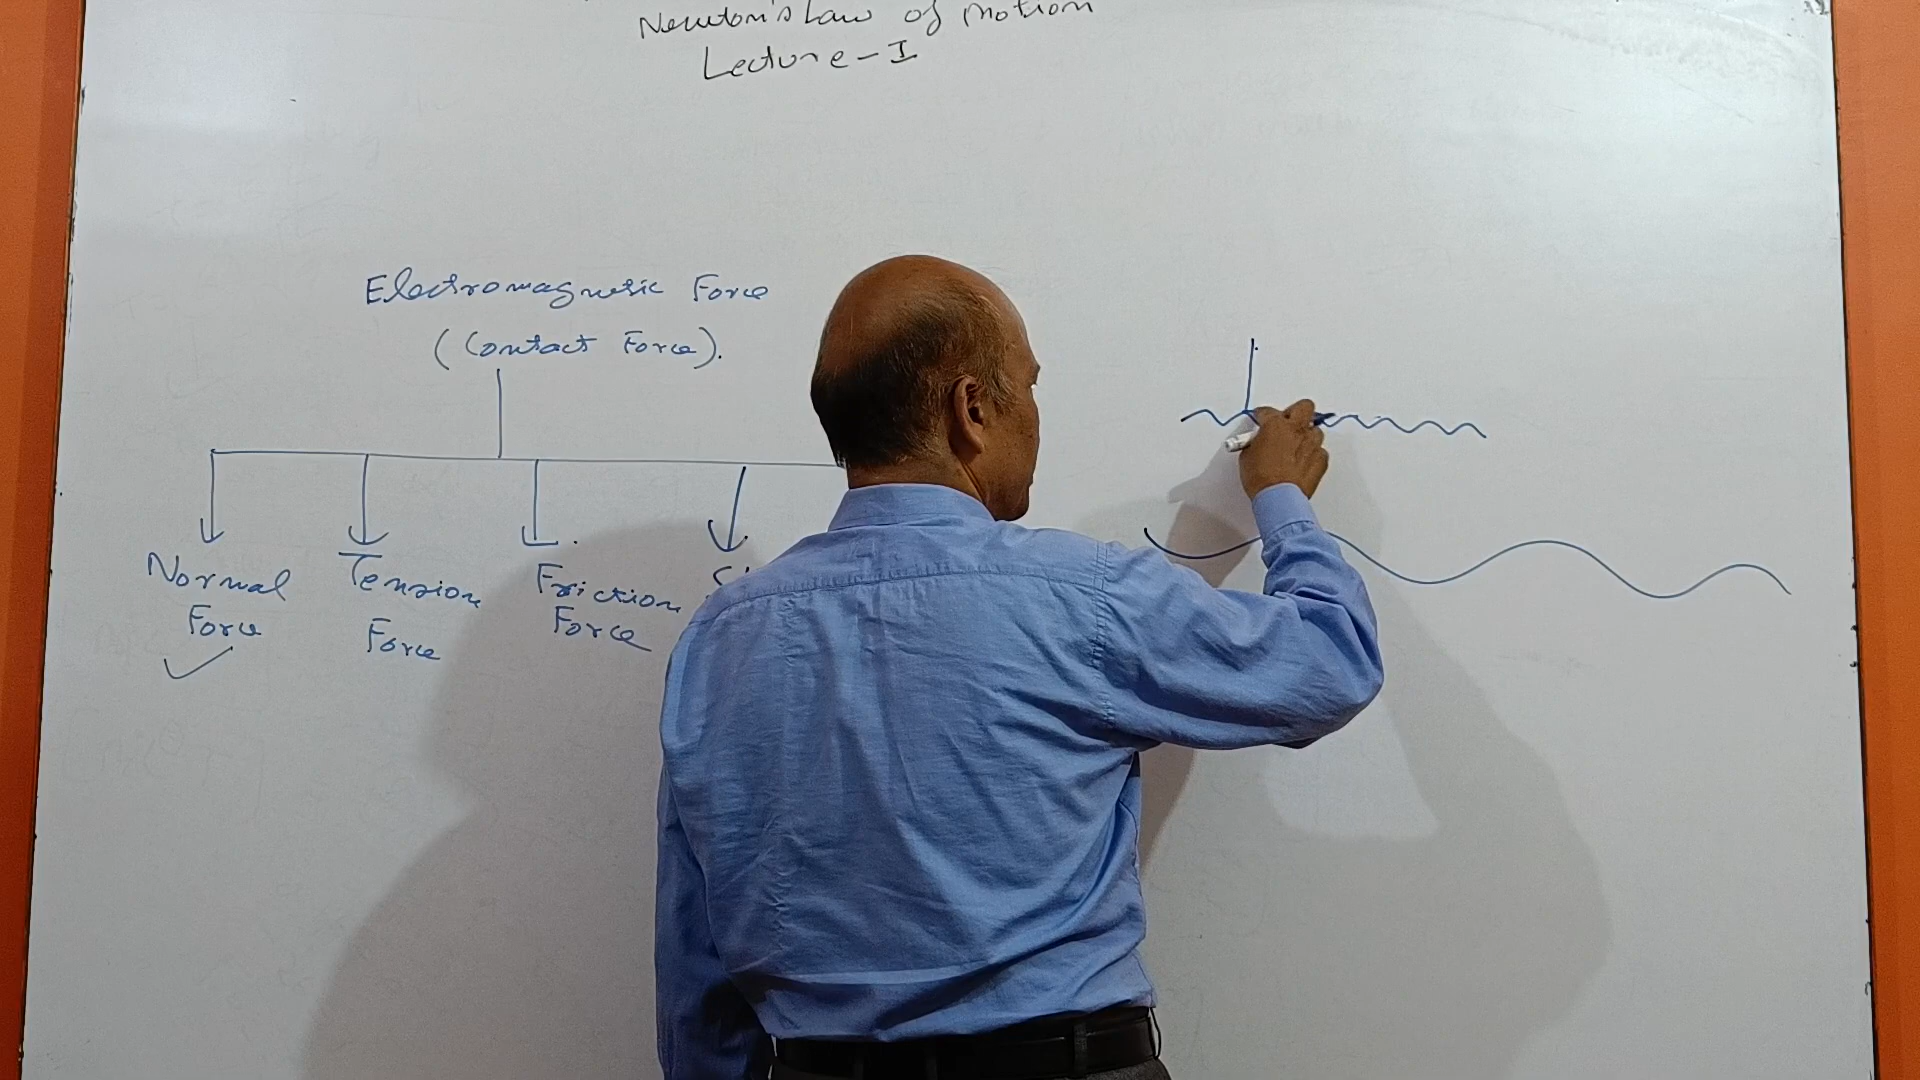 Newton's Law of motion
Lecture - I
Electromagnetic Force
(Contact Force).
Normal Force
Tension Force
Friction Force